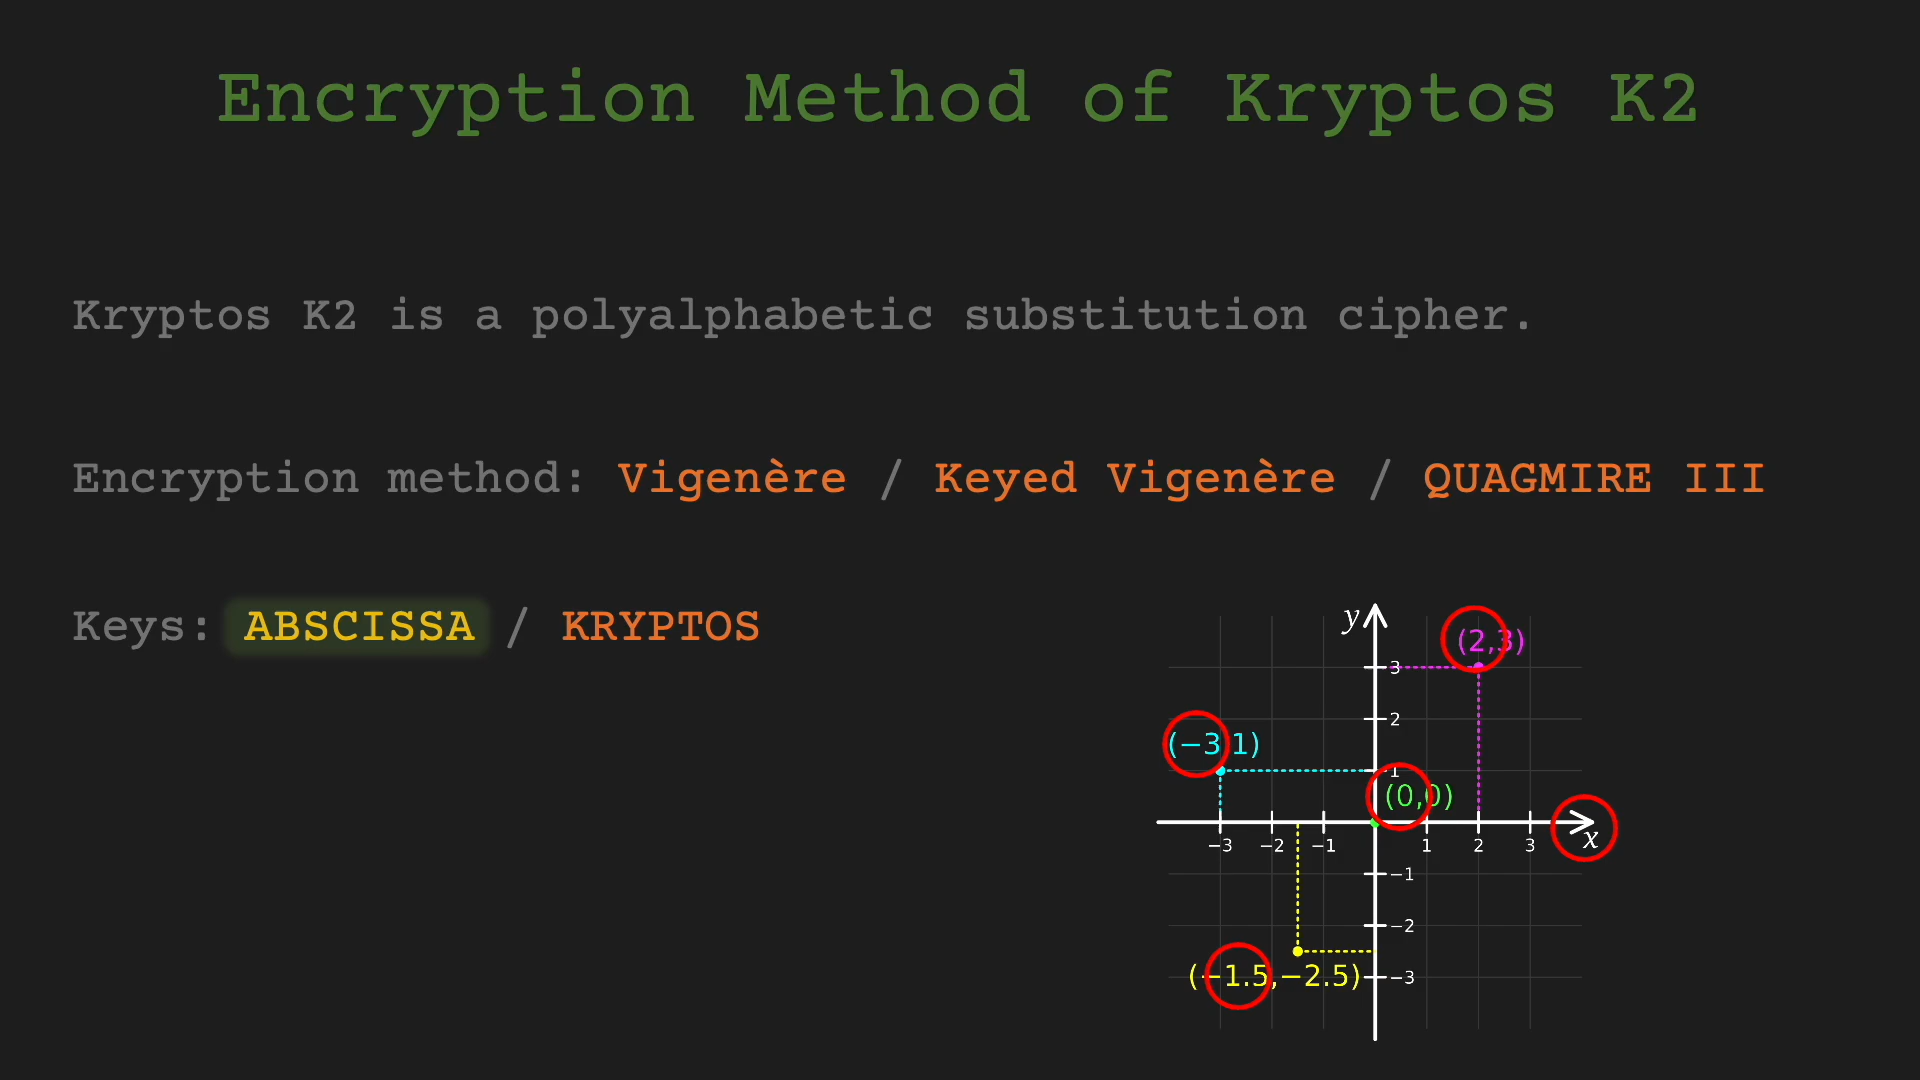 Encryption Method of Kryptos K2
Kryptos K2 is a polyalphabetic substitution cipher.
Encryption method: Vigenère / Keyed Vigenère / QUAGMIRE III
Keys: ABSCISSA / KRYPTOS
y
(2,3)
3
2
(−3,1)
1
(0,0)
x
−3 −2 −1 1 2 3
−1
−2
(−1.5,−2.5)
−3